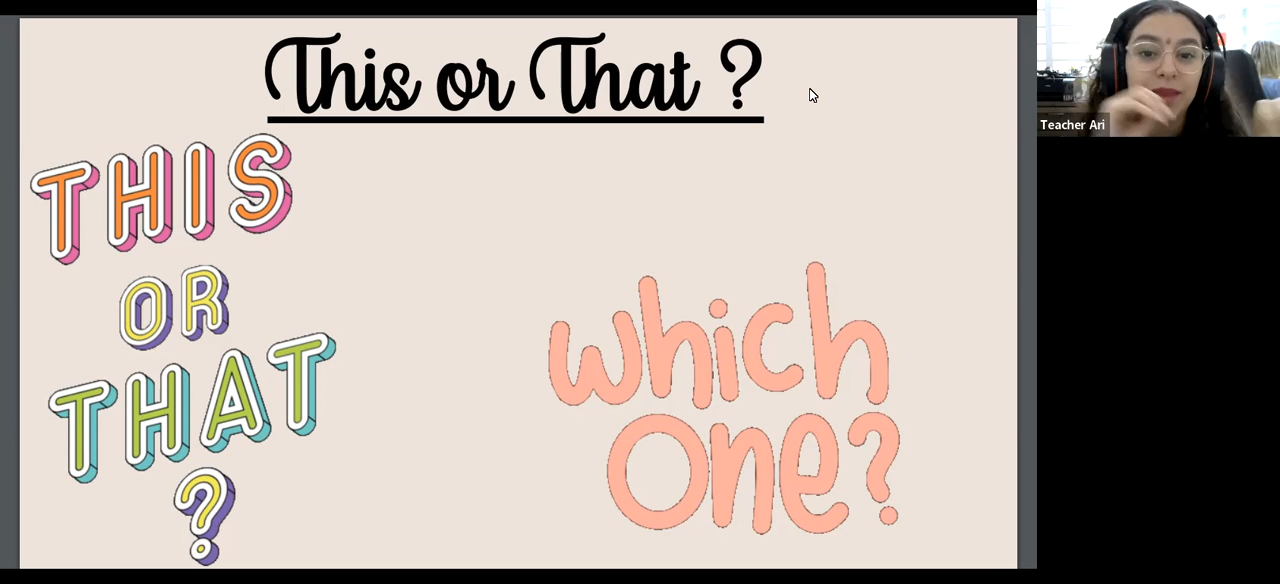 This or That ?
THIS
OR
THAT
?
which
one?
Teacher Ari